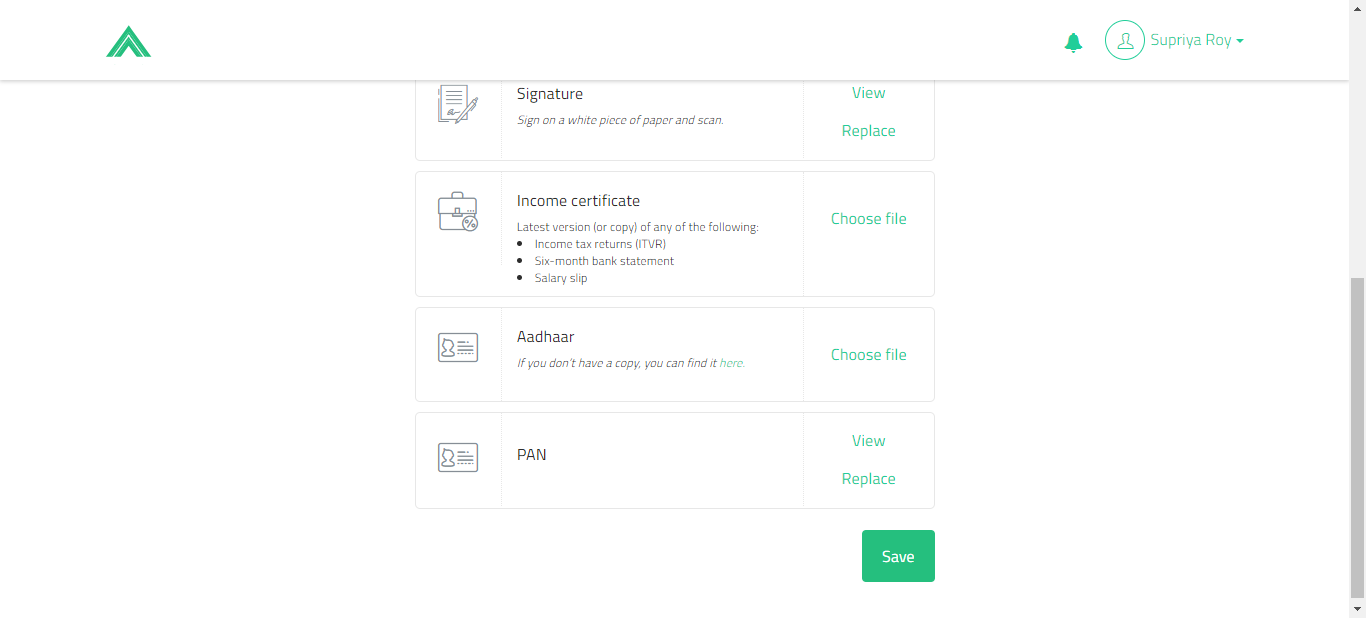 Supriya Roy
Signature
Sign on a white piece of paper and scan.
View
Replace
Income certificate
Latest version (or copy) of any of the following:
Income tax returns (ITVR)
Six-month bank statement
Salary slip
Choose file
Aadhaar
If you don't have a copy, you can find it here.
Choose file
PAN
View
Replace
Save